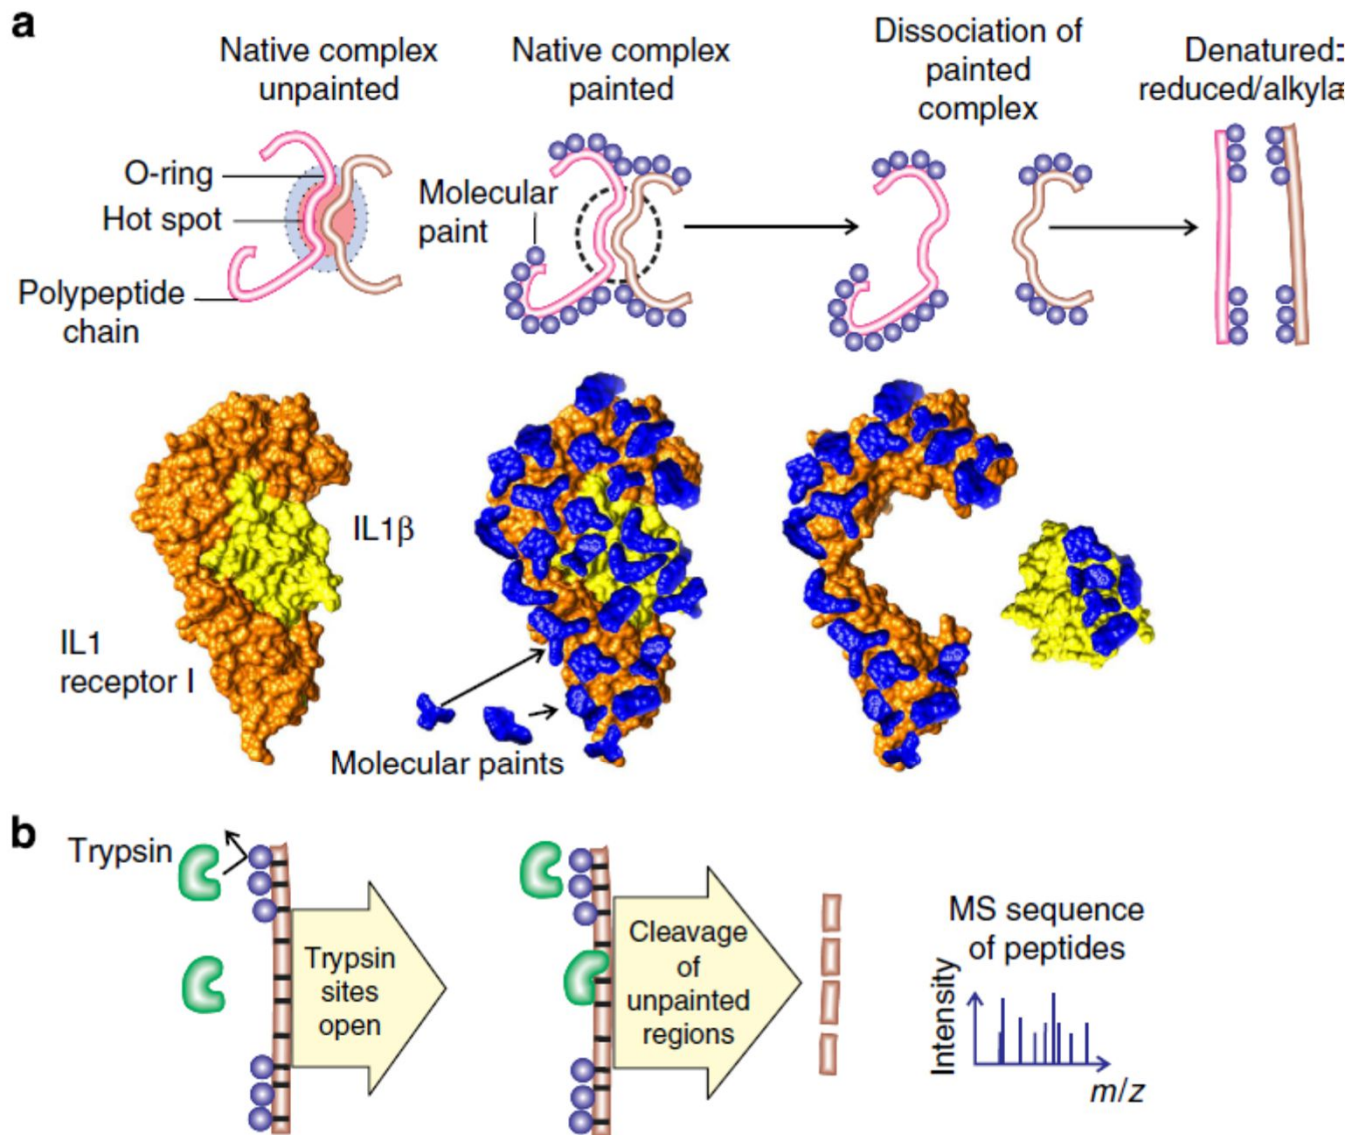 a
Native complex
unpainted
Native complex
painted
Dissociation of
painted
complex
Denatured:
reduced/alkyla
O-ring
Hot spot
Polypeptide
chain
Molecular
paint
IL1β
IL1
receptor I
Molecular paints
b
Trypsin
Trypsin
sites
open
Cleavage
of
unpainted
regions
MS sequence
of peptides
Intensity
m/z